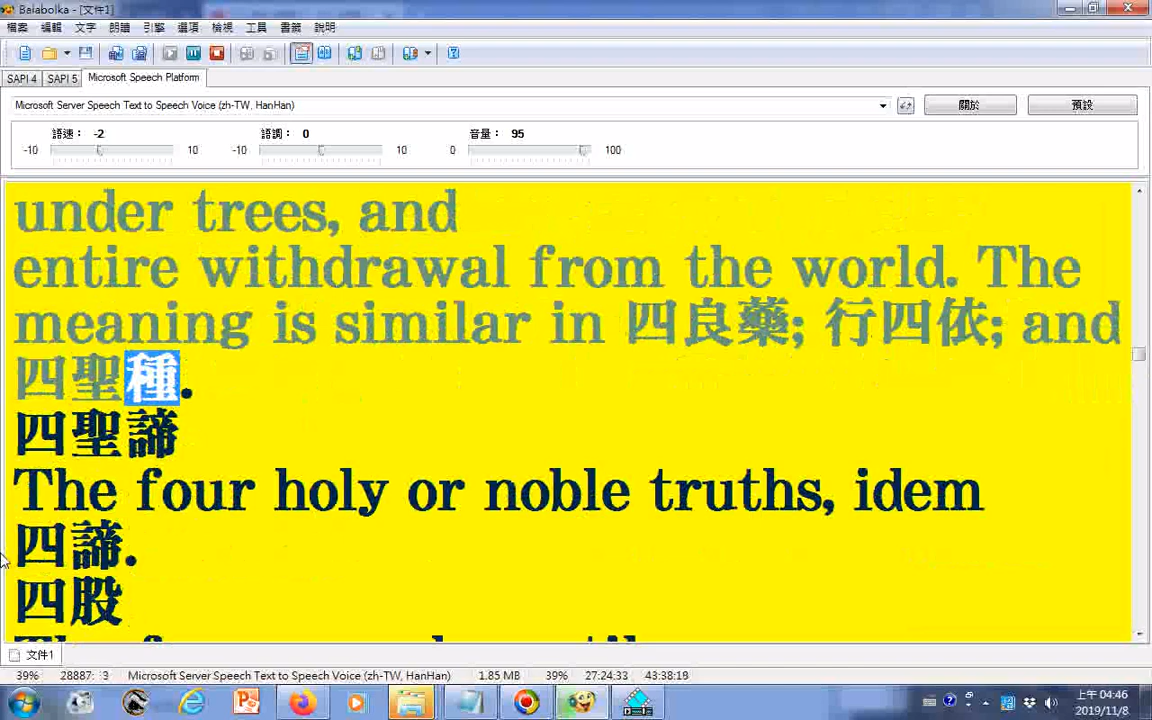 Balabolka - [文件1]
檔案 編輯 文字 朗讀 引擎 選項 檢視 工具 書籤 說明
SAPI 4 SAPI 5 Microsoft Speech Platform
Microsoft Server Speech Text to Speech Voice (zh-TW, HanHan) 關於 預設
語速： -2 語調： 0 音量： 95
-10 10 -10 10 0 100
under trees, and
entire withdrawal from the world. The
meaning is similar in 四良藥; 行四依; and
四聖種.
四聖諦
The four holy or noble truths, idem
四諦.
四股
文件1
39% 28887: 3 Microsoft Server Speech Text to Speech Voice (zh-TW, HanHan) 1.85 MB 39% 27:24:33 43:38:19
上午 04:46
2019/11/8